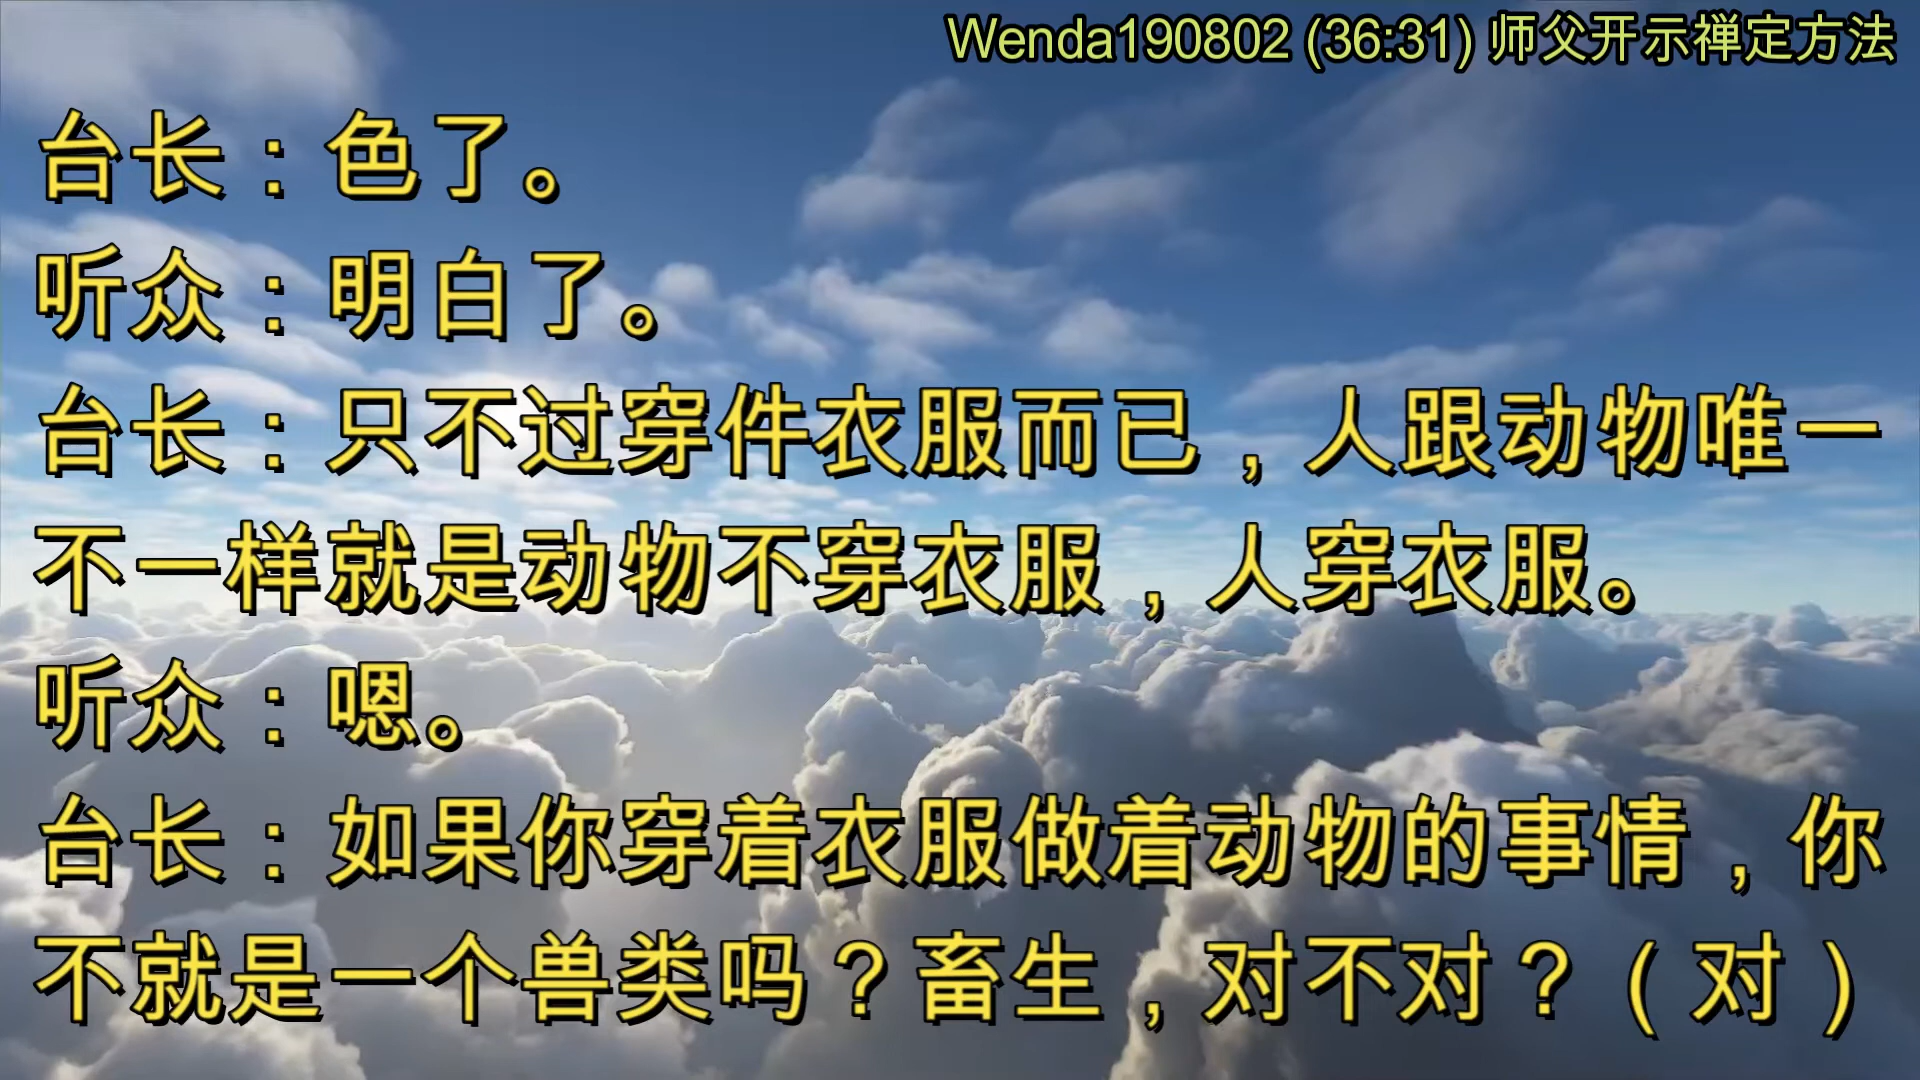 Wenda190802 (36:31) 师父开示禅定方法
台长：色了。
听众：明白了。
台长：只不过穿件衣服而已，人跟动物唯一
不一样就是动物不穿衣服，人穿衣服。
听众：嗯。
台长：如果你穿着衣服做着动物的事情，你
不就是一个兽类吗？畜生，对不对？（对）